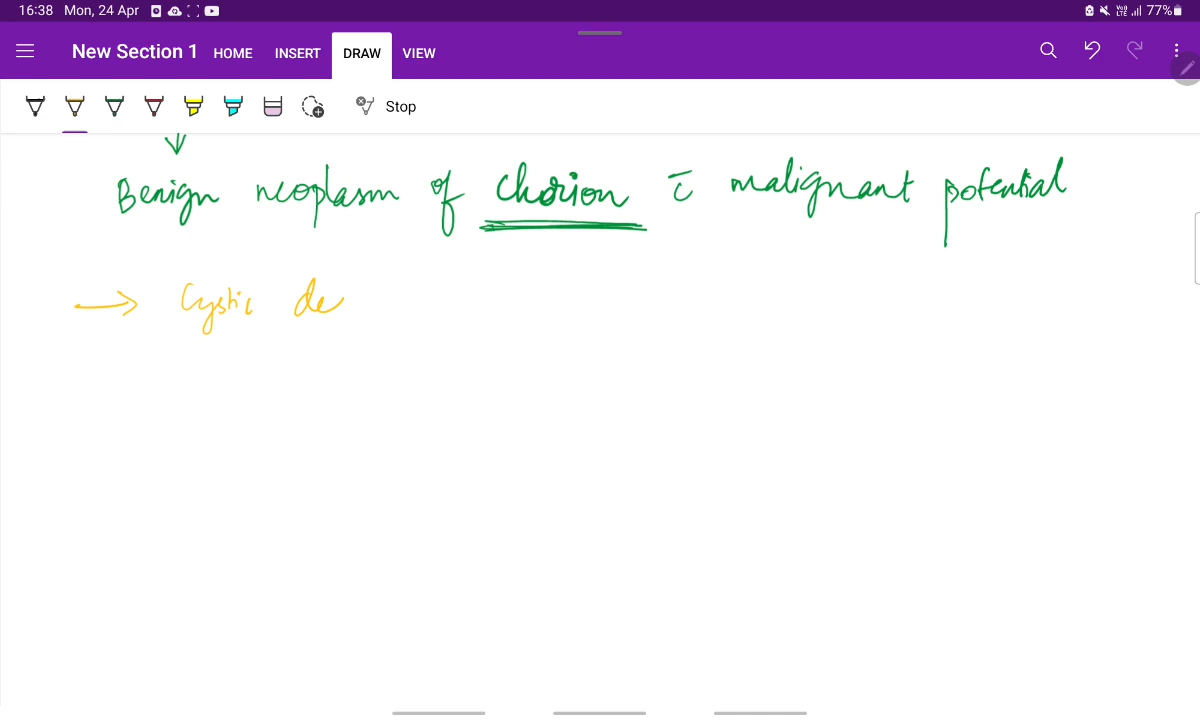 16:38 Mon, 24 Apr 77%
New Section 1 HOME INSERT DRAW VIEW
Stop
Benign neoplasm of chorion c̄ malignant potential
→ Cystic de